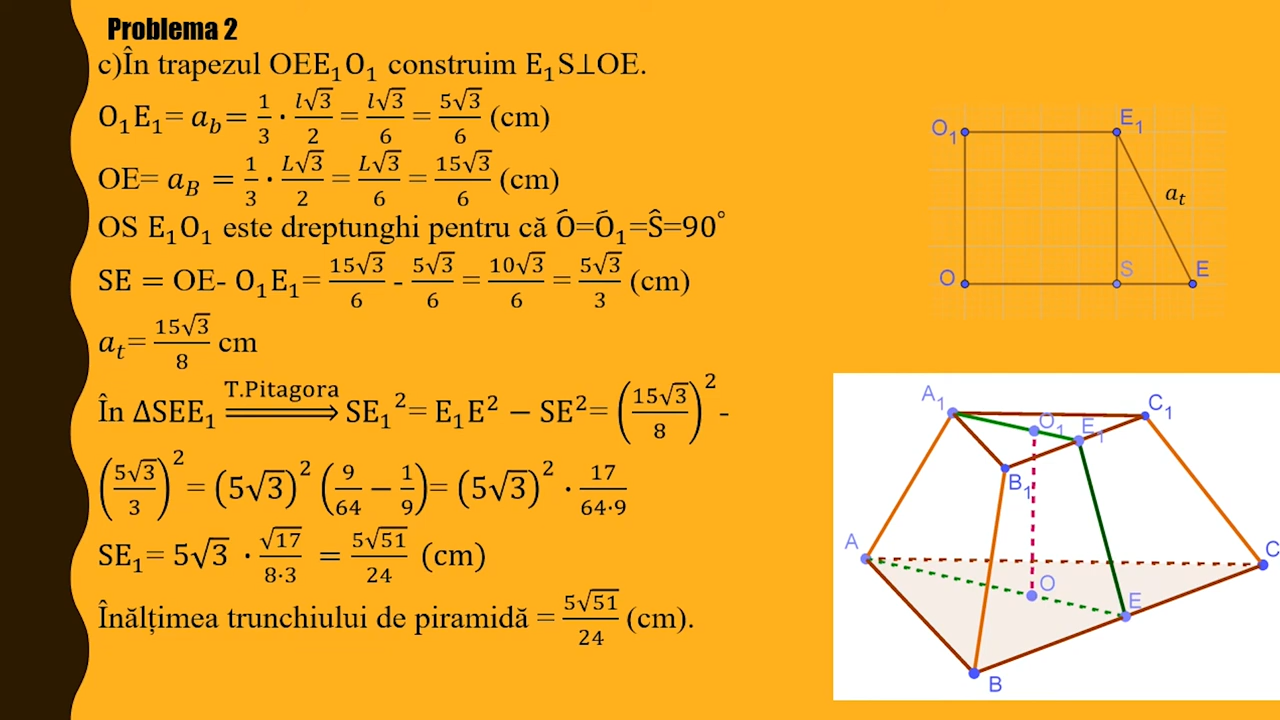 Problema 2
c)În trapezul OEE₁O₁ construim E₁S⊥OE.
O₁E₁= a_b= 1/3 · l√3/2 = l√3/6 = 5√3/6 (cm)
OE= a_B = 1/3 · L√3/2 = L√3/6 = 15√3/6 (cm)
OS E₁O₁ este dreptunghi pentru că Ó=Ó₁=Ŝ=90°
SE = OE- O₁E₁= 15√3/6 - 5√3/6 = 10√3/6 = 5√3/3 (cm)
a_t= 15√3/8 cm
În ΔSEE₁ ⟹ T.Pitagora SE₁²= E₁E² − SE²= (15√3/8)² -
(5√3/3)²= (5√3)² (9/64 − 1/9)= (5√3)² · 17/64·9
SE₁= 5√3 · √17/8·3 = 5√51/24 (cm)
Înălțimea trunchiului de piramidă = 5√51/24 (cm).
O₁
E₁
a_t
O
S
E
A₁
C₁
O₁
E₁
B₁
A
C
O
E
B